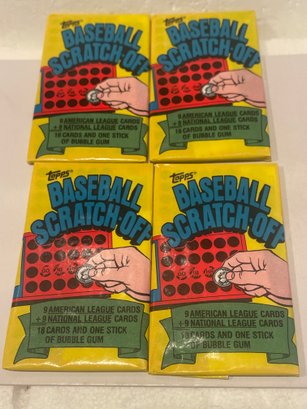 Topps
BASEBALL
SCRATCH-OFF
9 AMERICAN LEAGUE CARDS
+9 NATIONAL LEAGUE CARDS
18 CARDS AND ONE STICK
OF BUBBLE GUM
Topps
BASEBALL
SCRATCH-OFF
9 AMERICAN LEAGUE CARDS
+9 NATIONAL LEAGUE CARDS
18 CARDS AND ONE STICK
OF BUBBLE GUM
Topps
BASEBALL
SCRATCH-OFF
9 AMERICAN LEAGUE CARDS
+9 NATIONAL LEAGUE CARDS
18 CARDS AND ONE STICK
OF BUBBLE GUM
Topps
BASEBALL
SCRATCH-OFF
9 AMERICAN LEAGUE CARDS
+9 NATIONAL LEAGUE CARDS
18 CARDS AND ONE STICK
OF BUBBLE GUM